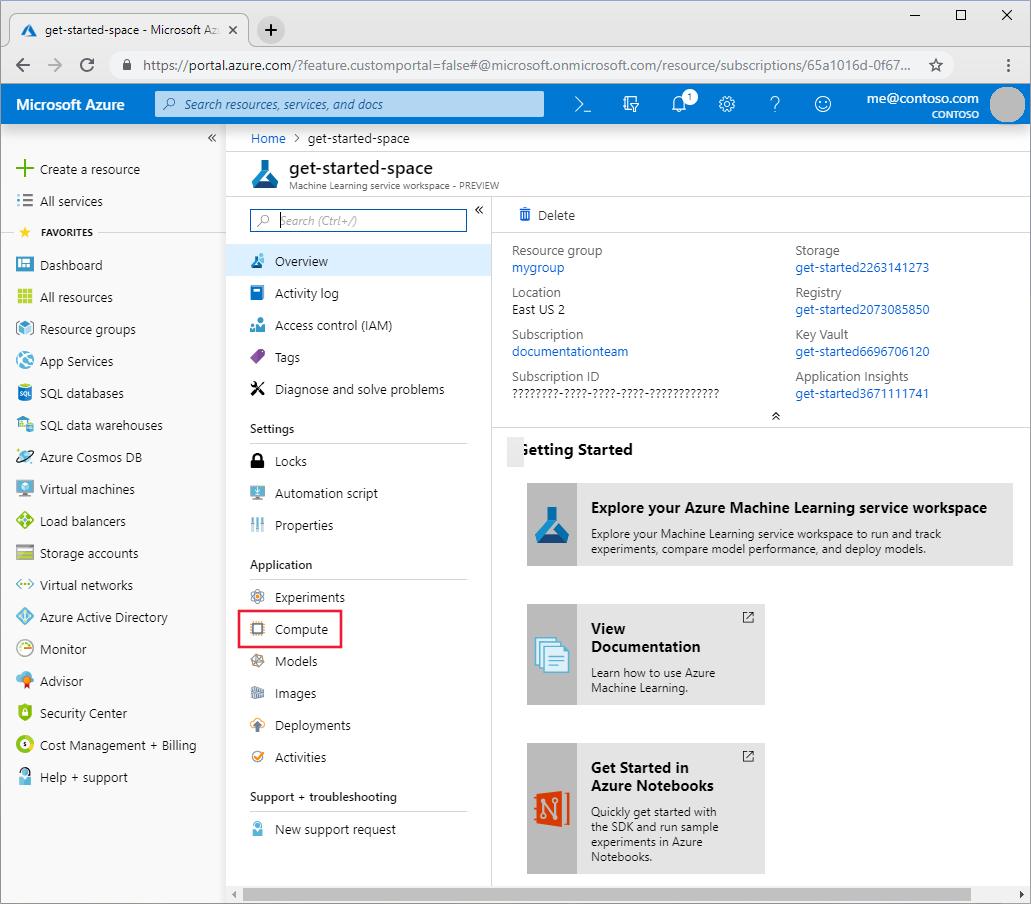 get-started-space - Microsoft Az
https://portal.azure.com/?feature.customportal=false#@microsoft.onmicrosoft.com/resource/subscriptions/65a1016d-0f67...
Microsoft Azure
Search resources, services, and docs
1
me@contoso.com
CONTOSO
Create a resource
All services
FAVORITES
Dashboard
All resources
Resource groups
App Services
SQL databases
SQL data warehouses
Azure Cosmos DB
Virtual machines
Load balancers
Storage accounts
Virtual networks
Azure Active Directory
Monitor
Advisor
Security Center
Cost Management + Billing
Help + support
Home > get-started-space
get-started-space
Machine Learning service workspace - PREVIEW
Search (Ctrl+/)
Overview
Activity log
Access control (IAM)
Tags
Diagnose and solve problems
Settings
Locks
Automation script
Properties
Application
Experiments
Compute
Models
Images
Deployments
Activities
Support + troubleshooting
New support request
Delete
Resource group
mygroup
Location
East US 2
Subscription
documentationteam
Subscription ID
????????-????-????-????-????????????
Storage
get-started2263141273
Registry
get-started2073085850
Key Vault
get-started6696706120
Application Insights
get-started3671111741
Getting Started
Explore your Azure Machine Learning service workspace
Explore your Machine Learning service workspace to run and track
experiments, compare model performance, and deploy models.
View
Documentation
Learn how to use Azure
Machine Learning.
Get Started in
Azure Notebooks
Quickly get started with
the SDK and run sample
experiments in Azure
Notebooks.